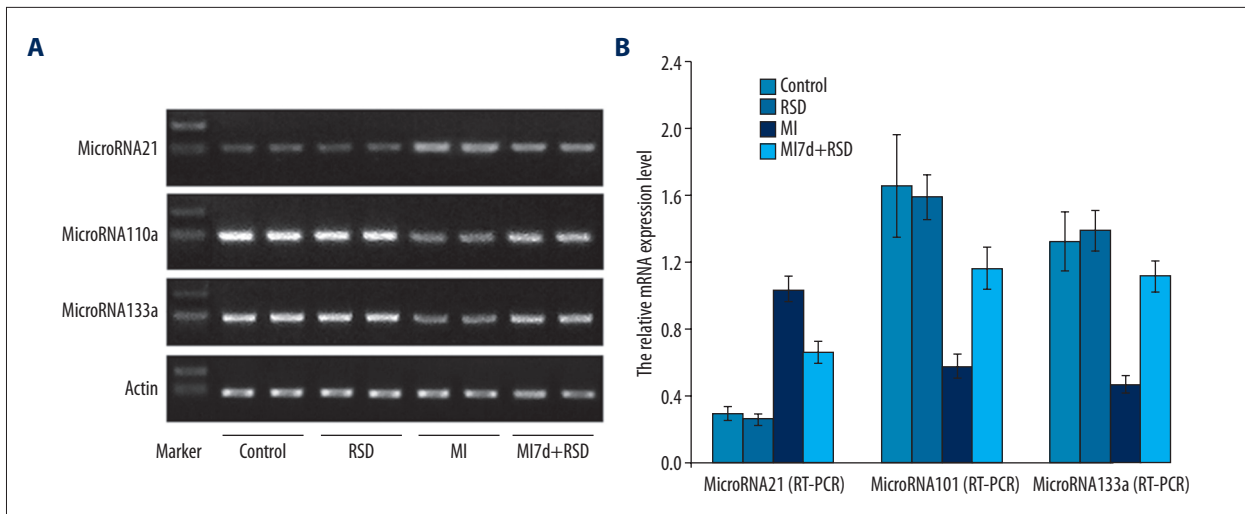 A
MicroRNA21
MicroRNA110a
MicroRNA133a
Actin
Marker Control RSD MI MI7d+RSD
B
The relative mRNA expression level
2.4
2.0
1.6
1.2
0.8
0.4
0.0
Control
RSD
MI
MI7d+RSD
MicroRNA21 (RT-PCR) MicroRNA101 (RT-PCR) MicroRNA133a (RT-PCR)